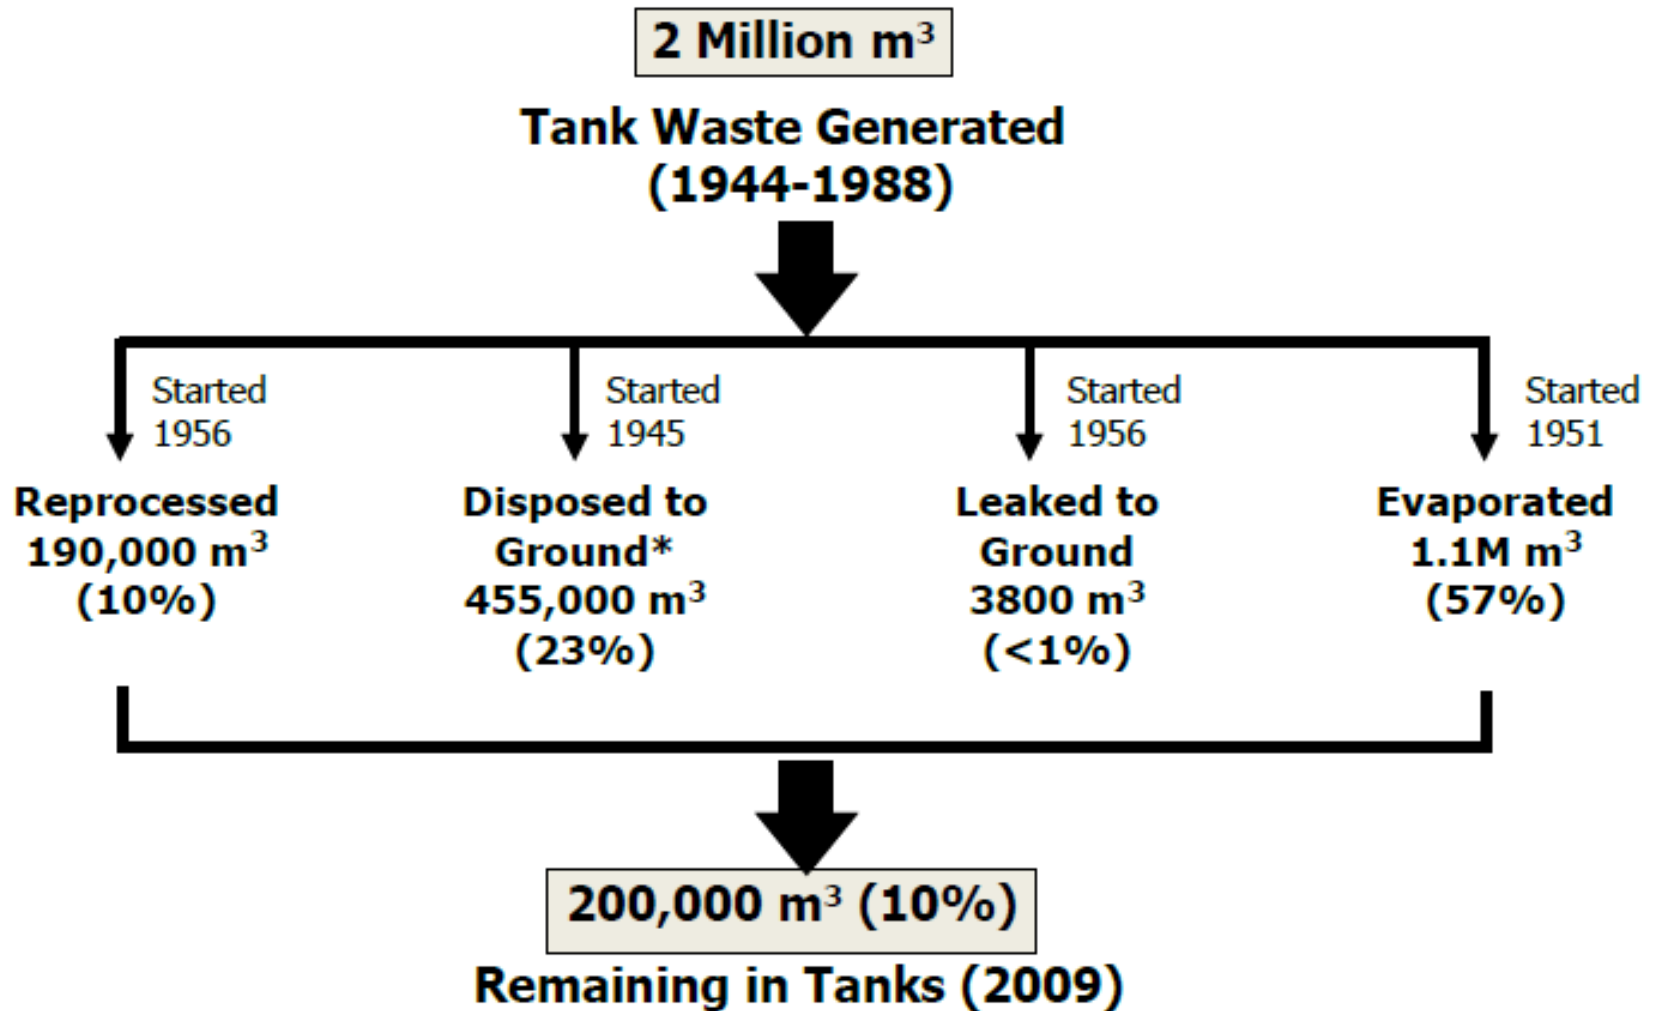 2 Million m³
Tank Waste Generated
(1944-1988)
Started
1956
Reprocessed
190,000 m³
(10%)
Started
1945
Disposed to
Ground*
455,000 m³
(23%)
Started
1956
Leaked to
Ground
3800 m³
(<1%)
Started
1951
Evaporated
1.1M m³
(57%)
200,000 m³ (10%)
Remaining in Tanks (2009)